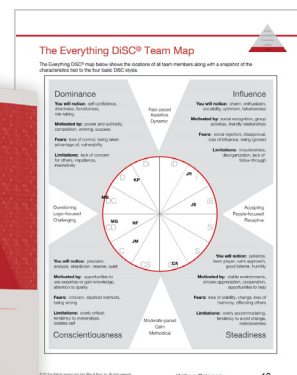 The Everything DiSC® Team Map
The Everything DiSC® map below shows the locations of all team members along with a snapshot of the
characteristics tied to the four basic DiSC styles.
Dominance
You will notice: self-confidence,
directness, forcefulness,
risk-taking
Motivated by: power and authority,
competition, winning, success
Fears: loss of control, being taken
advantage of, vulnerability
Limitations: lack of concern
for others, impatience,
insensitivity
Fast-paced
Assertive
Dynamic
Influence
You will notice: charm, enthusiasm,
sociability, optimism, talkativeness
Motivated by: social recognition, group
activities, friendly relationships
Fears: social rejection, disapproval,
loss of influence, being ignored
Limitations: impulsiveness,
disorganization, lack of
follow-through
Questioning
Logic-focused
Challenging
Accepting
People-focused
Receptive
KP
JR
MB
JS
MG
NF
JM
CA
You will notice: precision,
analysis, skepticism, reserve, quiet
Motivated by: opportunities to
use expertise or gain knowledge,
attention to quality
Fears: criticism, slipshod methods,
being wrong
Limitations: overly critical,
tendency to overanalyze,
isolates self
Conscientiousness
Moderate-paced
Calm
Methodical
You will notice: patience,
team player, calm approach,
good listener, humility
Motivated by: stable environments,
sincere appreciation, cooperation,
opportunities to help
Fears: loss of stability, change, loss of
harmony, offending others
Limitations: overly accommodating,
tendency to avoid change,
indecisiveness
Steadiness